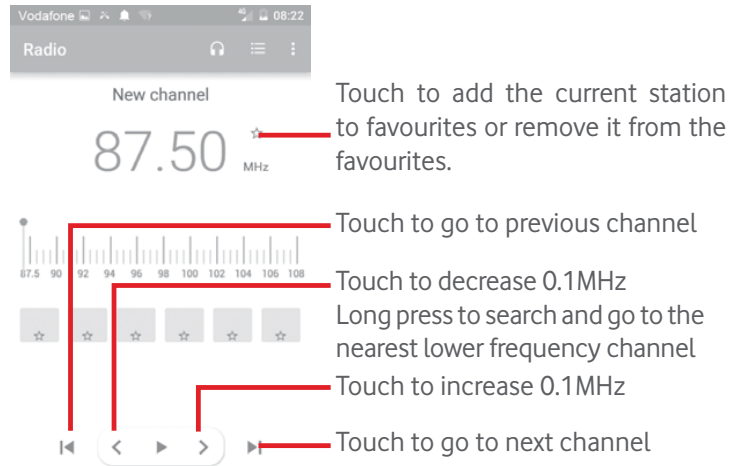 Vodafone 08:22
Radio
New channel
87.50 MHz
Touch to add the current station
to favourites or remove it from the
favourites.
Touch to go to previous channel
87.5 90 92 94 96 98 100 102 104 106 108
Touch to decrease 0.1MHz
Long press to search and go to the
nearest lower frequency channel
Touch to increase 0.1MHz
Touch to go to next channel